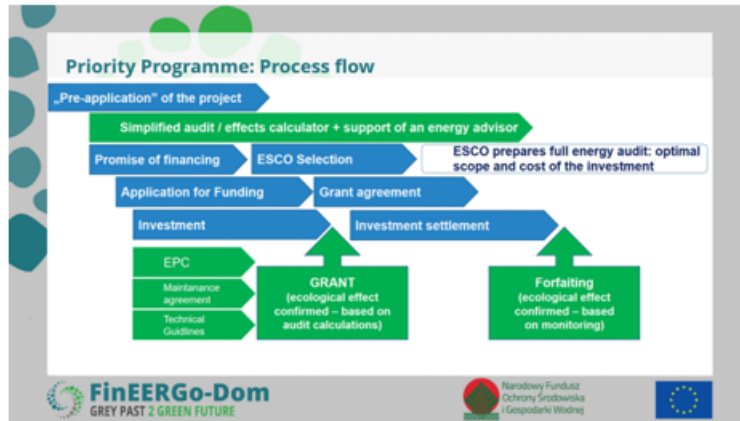 Priority Programme: Process flow
„Pre-application” of the project
Simplified audit / effects calculator + support of an energy advisor
Promise of financing
ESCO Selection
ESCO prepares full energy audit: optimal
scope and cost of the investment
Application for Funding
Grant agreement
Investment
Investment settlement
EPC
Maintanance
agreement
Technical
Guidlines
GRANT
(ecological effect
confirmed – based on
audit calculations)
Forfaiting
(ecological effect
confirmed – based
on monitoring)
FinEERGo-Dom
GREY PAST 2 GREEN FUTURE
Narodowy Fundusz
Ochrony Środowiska
i Gospodarki Wodnej